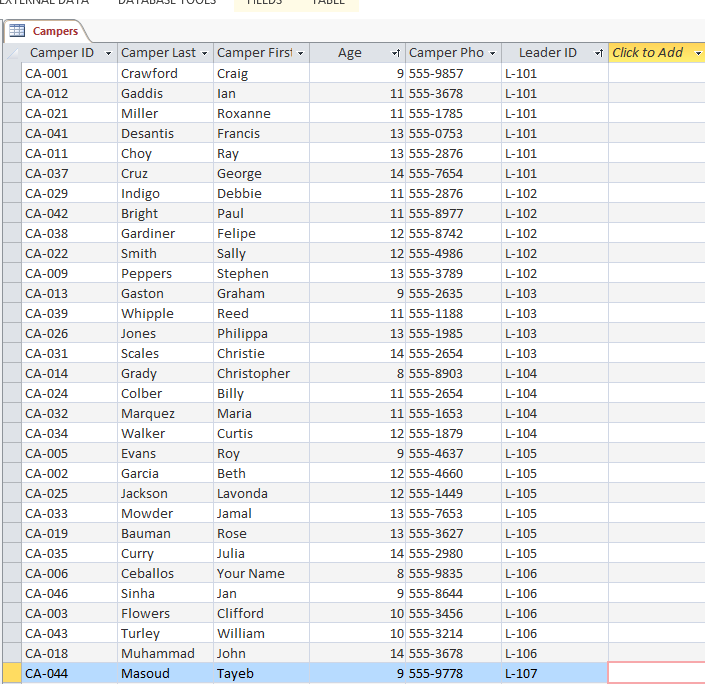 EXTERNAL DATA DATABASE TOOLS FIELDS TABLE
Campers
Camper ID Camper Last Camper First Age Camper Pho Leader ID Click to Add
CA-001 Crawford Craig 9 555-9857 L-101
CA-012 Gaddis Ian 11 555-3678 L-101
CA-021 Miller Roxanne 11 555-1785 L-101
CA-041 Desantis Francis 13 555-0753 L-101
CA-011 Choy Ray 13 555-2876 L-101
CA-037 Cruz George 14 555-7654 L-101
CA-029 Indigo Debbie 11 555-2876 L-102
CA-042 Bright Paul 11 555-8977 L-102
CA-038 Gardiner Felipe 12 555-8742 L-102
CA-022 Smith Sally 12 555-4986 L-102
CA-009 Peppers Stephen 13 555-3789 L-102
CA-013 Gaston Graham 9 555-2635 L-103
CA-039 Whipple Reed 11 555-1188 L-103
CA-026 Jones Philippa 13 555-1985 L-103
CA-031 Scales Christie 14 555-2654 L-103
CA-014 Grady Christopher 8 555-8903 L-104
CA-024 Colber Billy 11 555-2654 L-104
CA-032 Marquez Maria 11 555-1653 L-104
CA-034 Walker Curtis 12 555-1879 L-104
CA-005 Evans Roy 9 555-4637 L-105
CA-002 Garcia Beth 12 555-4660 L-105
CA-025 Jackson Lavonda 12 555-1449 L-105
CA-033 Mowder Jamal 13 555-7653 L-105
CA-019 Bauman Rose 13 555-3627 L-105
CA-035 Curry Julia 14 555-2980 L-105
CA-006 Ceballos Your Name 8 555-9835 L-106
CA-046 Sinha Jan 9 555-8644 L-106
CA-003 Flowers Clifford 10 555-3456 L-106
CA-043 Turley William 10 555-3214 L-106
CA-018 Muhammad John 14 555-3678 L-106
CA-044 Masoud Tayeb 9 555-9778 L-107